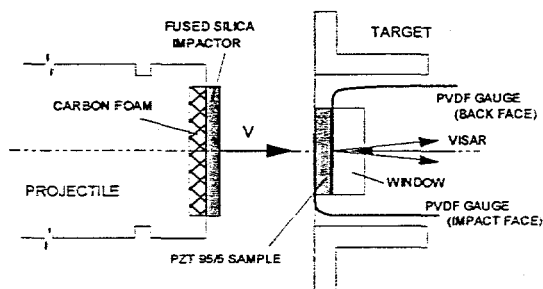 FUSED SILICA
IMPACTOR
TARGET
CARBON FOAM
V
PVDF GAUGE
(BACK FACE)
VISAR
WINDOW
PROJECTILE
PVDF GAUGE
(IMPACT FACE)
PZT 95/5 SAMPLE